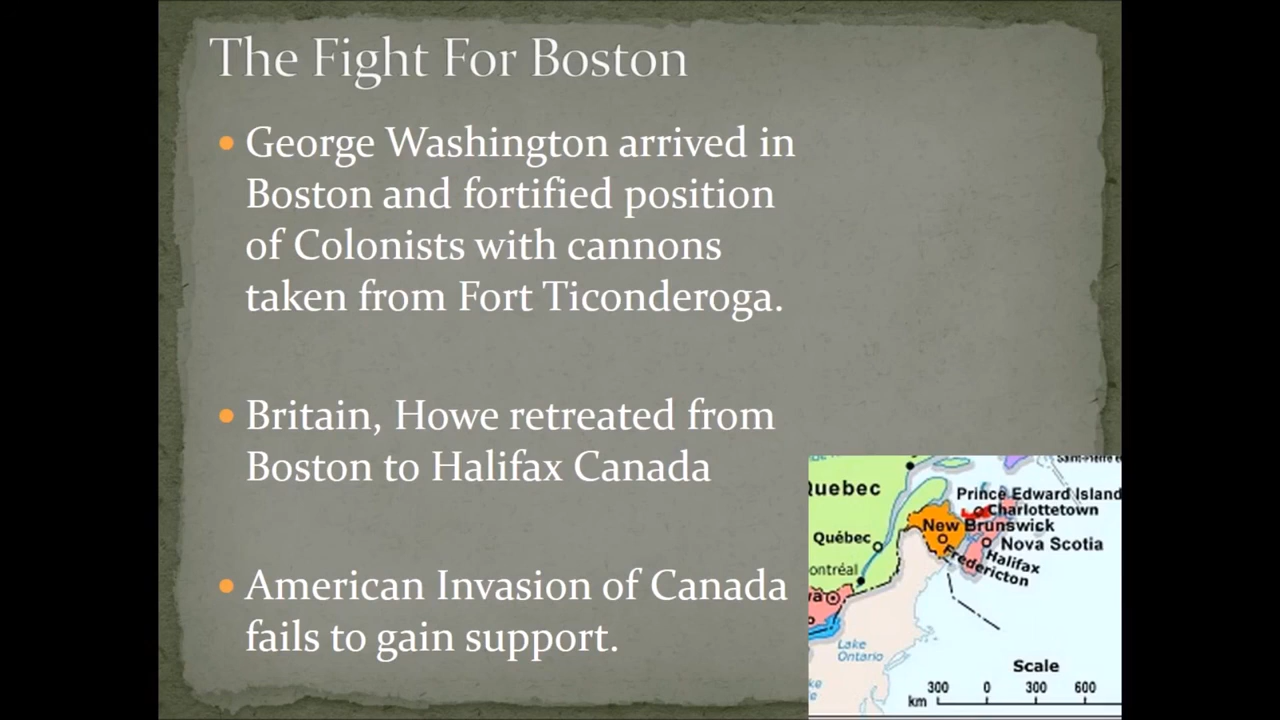 The Fight For Boston
George Washington arrived in
Boston and fortified position
of Colonists with cannons
taken from Fort Ticonderoga.
Britain, Howe retreated from
Boston to Halifax Canada
American Invasion of Canada
fails to gain support.
Quebec
Prince Edward Island
Charlottetown
New Brunswick
Québec
Nova Scotia
Halifax
Fredericton
ontréal
Lake
Ontario
Scale
300 0 300 600
km